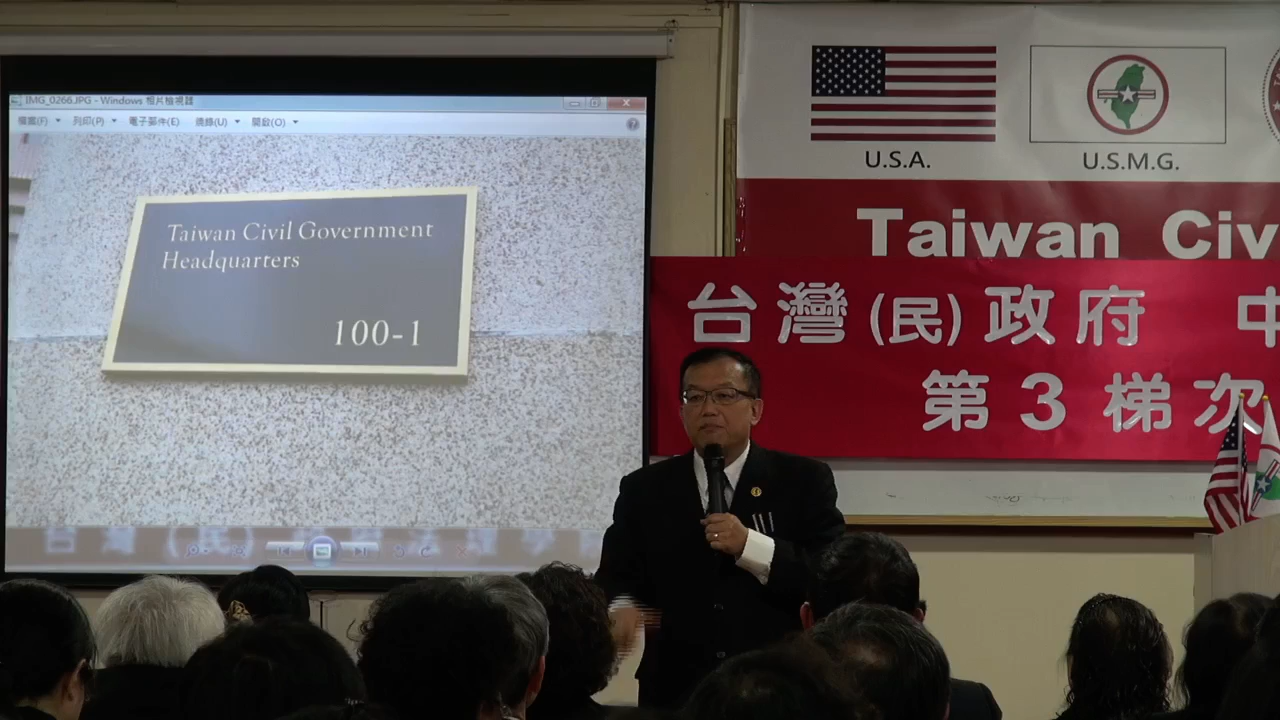 IMG_0266.JPG - Windows 相片檢視器
檔案(F) 列印(P) 電子郵件(E) 燒錄(U) 開啟(O)
Taiwan Civil Government
Headquarters
100-1
U.S.A.
U.S.M.G.
Taiwan Civ
台灣(民)政府 中
第3梯次